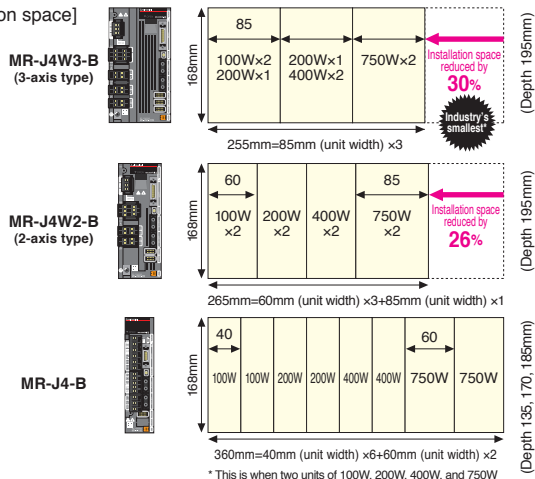 on space]
MR-J4W3-B
(3-axis type)
168mm
85
100W×2
200W×1
200W×1
400W×2
750W×2
Installation space
reduced by
30%
Industry's
smallest*
(Depth 195mm)
255mm=85mm (unit width) ×3
MR-J4W2-B
(2-axis type)
168mm
60
85
100W
×2
200W
×2
400W
×2
750W
×2
Installation space
reduced by
26%
(Depth 195mm)
265mm=60mm (unit width) ×3+85mm (unit width) ×1
MR-J4-B
168mm
40
60
100W 100W 200W 200W 400W 400W 750W 750W
(Depth 135, 170, 185mm)
360mm=40mm (unit width) ×6+60mm (unit width) ×2
* This is when two units of 100W, 200W, 400W, and 750W